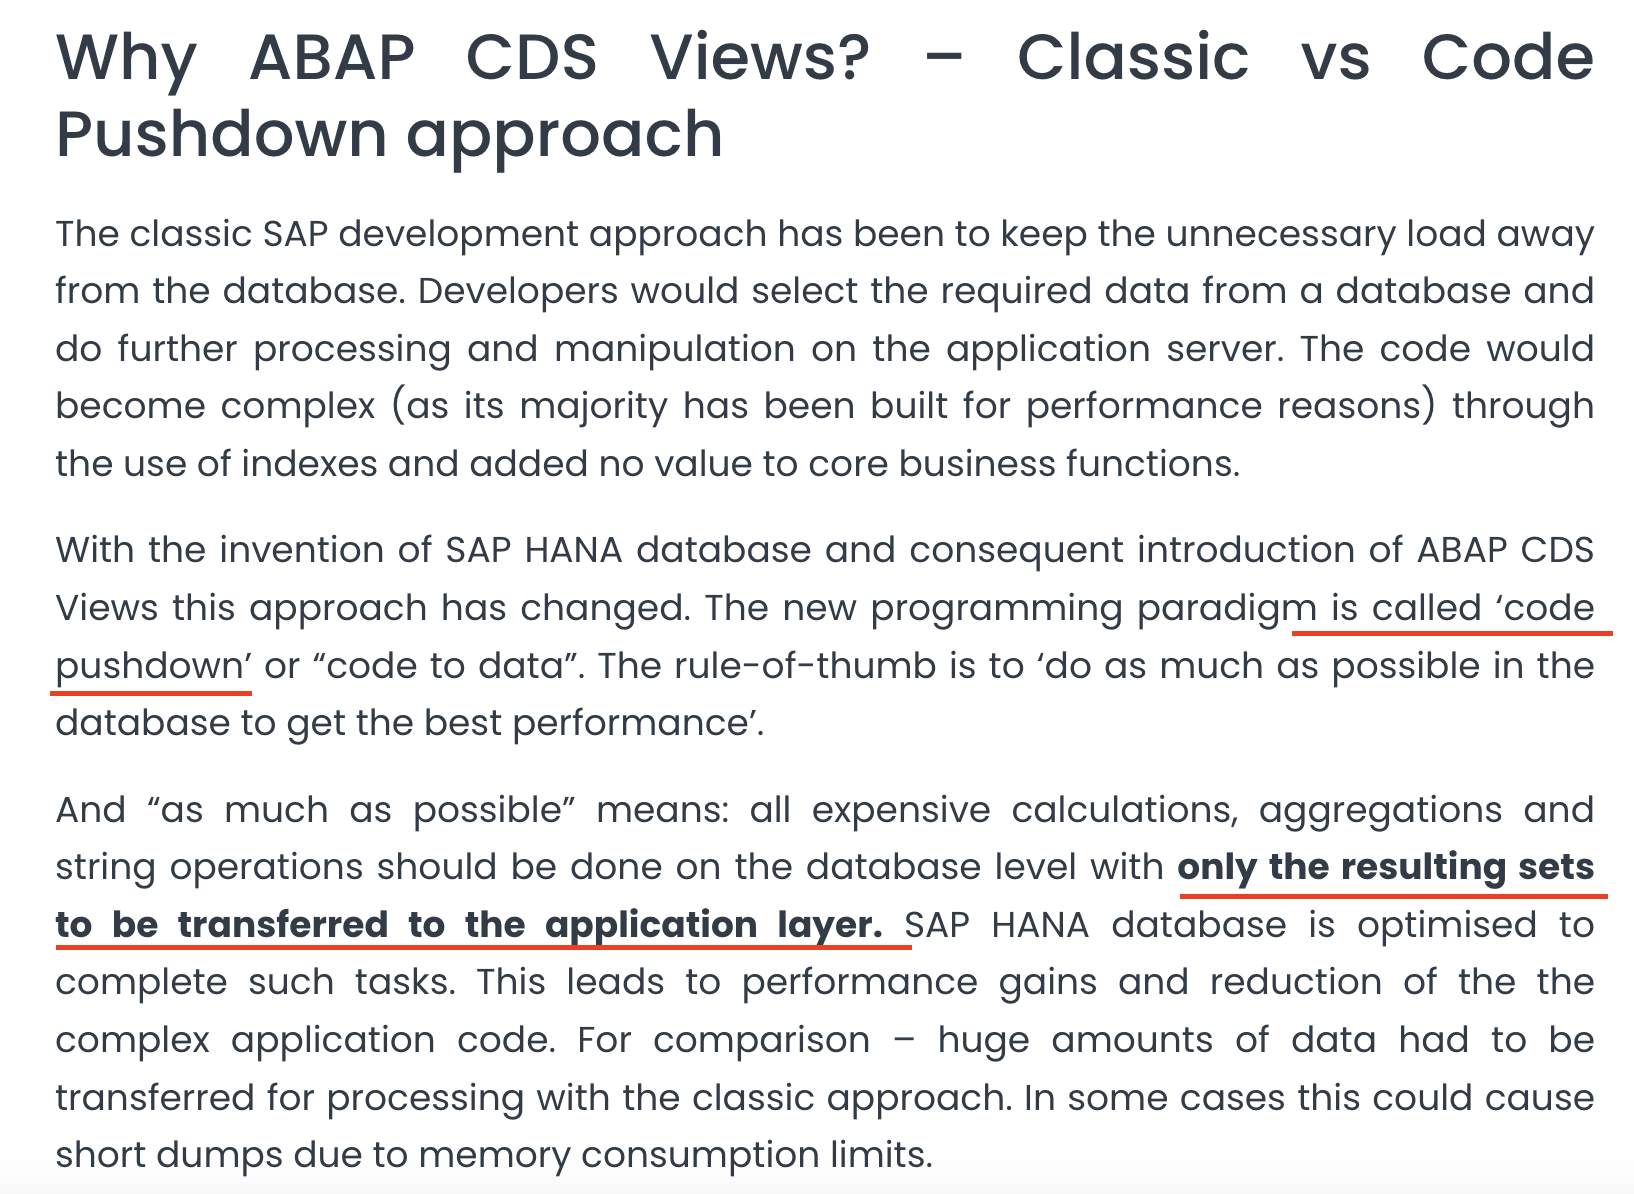 Why ABAP CDS Views? – Classic vs Code
Pushdown approach
The classic SAP development approach has been to keep the unnecessary load away
from the database. Developers would select the required data from a database and
do further processing and manipulation on the application server. The code would
become complex (as its majority has been built for performance reasons) through
the use of indexes and added no value to core business functions.
With the invention of SAP HANA database and consequent introduction of ABAP CDS
Views this approach has changed. The new programming paradigm is called ‘code
pushdown’ or “code to data”. The rule-of-thumb is to ‘do as much as possible in the
database to get the best performance’.
And “as much as possible” means: all expensive calculations, aggregations and
string operations should be done on the database level with only the resulting sets
to be transferred to the application layer. SAP HANA database is optimised to
complete such tasks. This leads to performance gains and reduction of the the
complex application code. For comparison – huge amounts of data had to be
transferred for processing with the classic approach. In some cases this could cause
short dumps due to memory consumption limits.